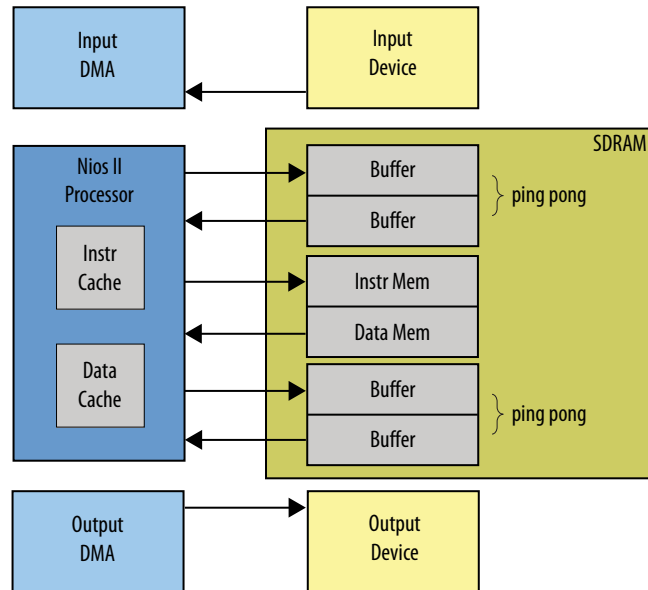 Input
DMA
Input
Device
SDRAM
Nios II
Processor
Buffer
Buffer
ping pong
Instr
Cache
Instr Mem
Data Mem
Data
Cache
Buffer
Buffer
ping pong
Output
DMA
Output
Device